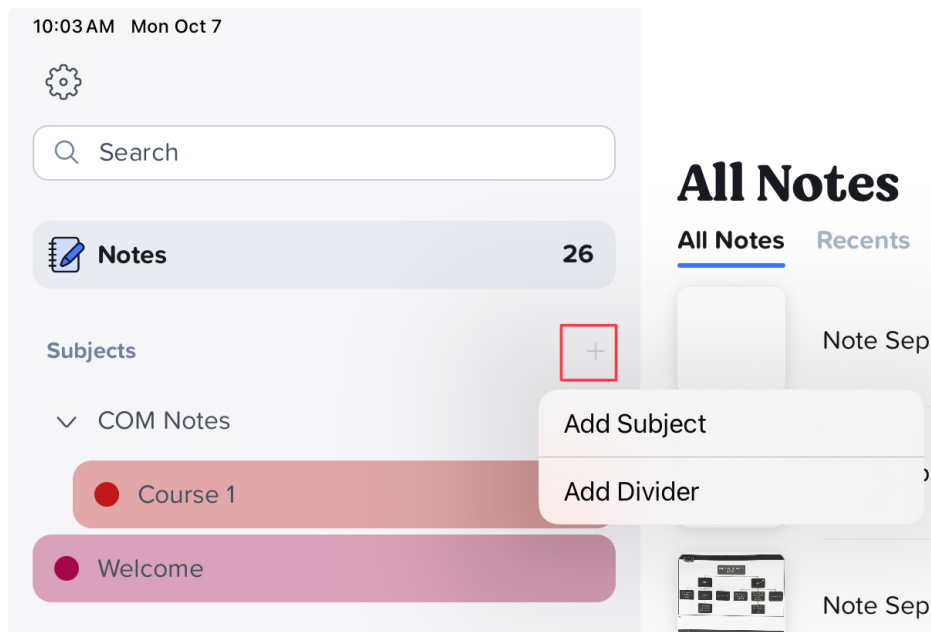 10:03 AM Mon Oct 7
Search
Notes 26
Subjects
COM Notes
Course 1
Welcome
Add Subject
Add Divider
All Notes
All Notes Recents
Note Sep
Note Sep